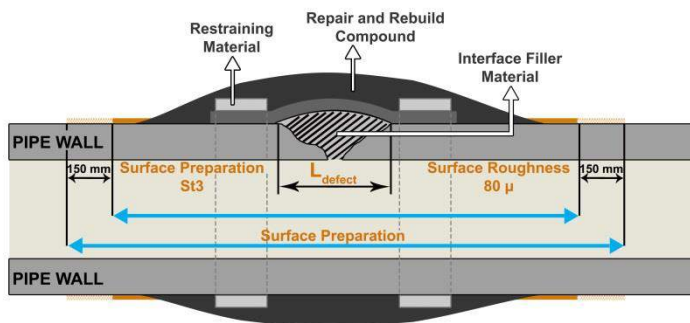 Repair and Rebuild
Compound
Restraining
Material
Interface Filler
Material
PIPE WALL
150 mm
Surface Preparation
St3
L defect
Surface Roughness
80 μ
150 mm
Surface Preparation
PIPE WALL